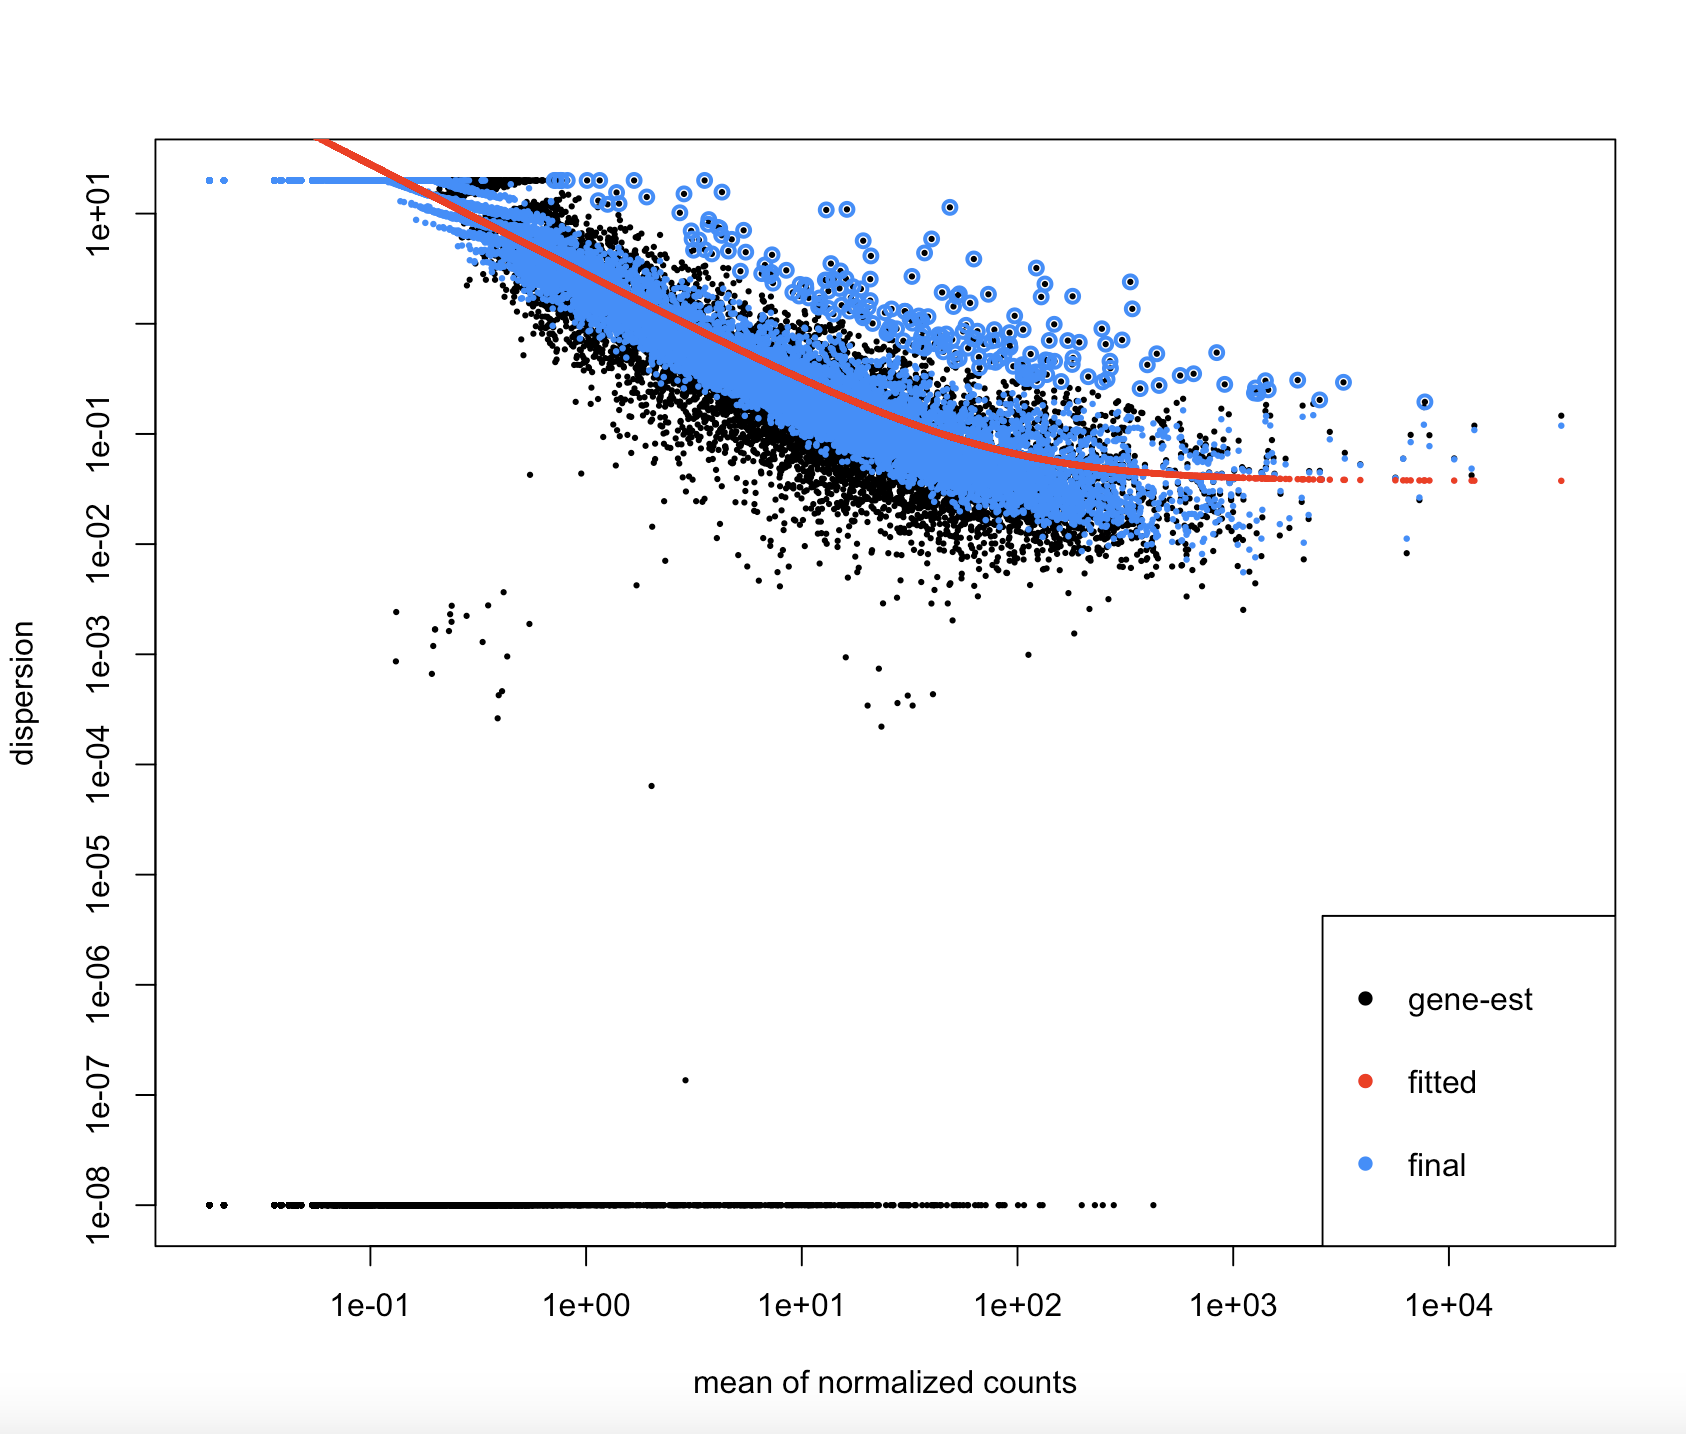 dispersion
1e+01
1e-01
1e-02
1e-03
1e-04
1e-05
1e-06
1e-07
1e-08
gene-est
fitted
final
1e-01 1e+00 1e+01 1e+02 1e+03 1e+04
mean of normalized counts